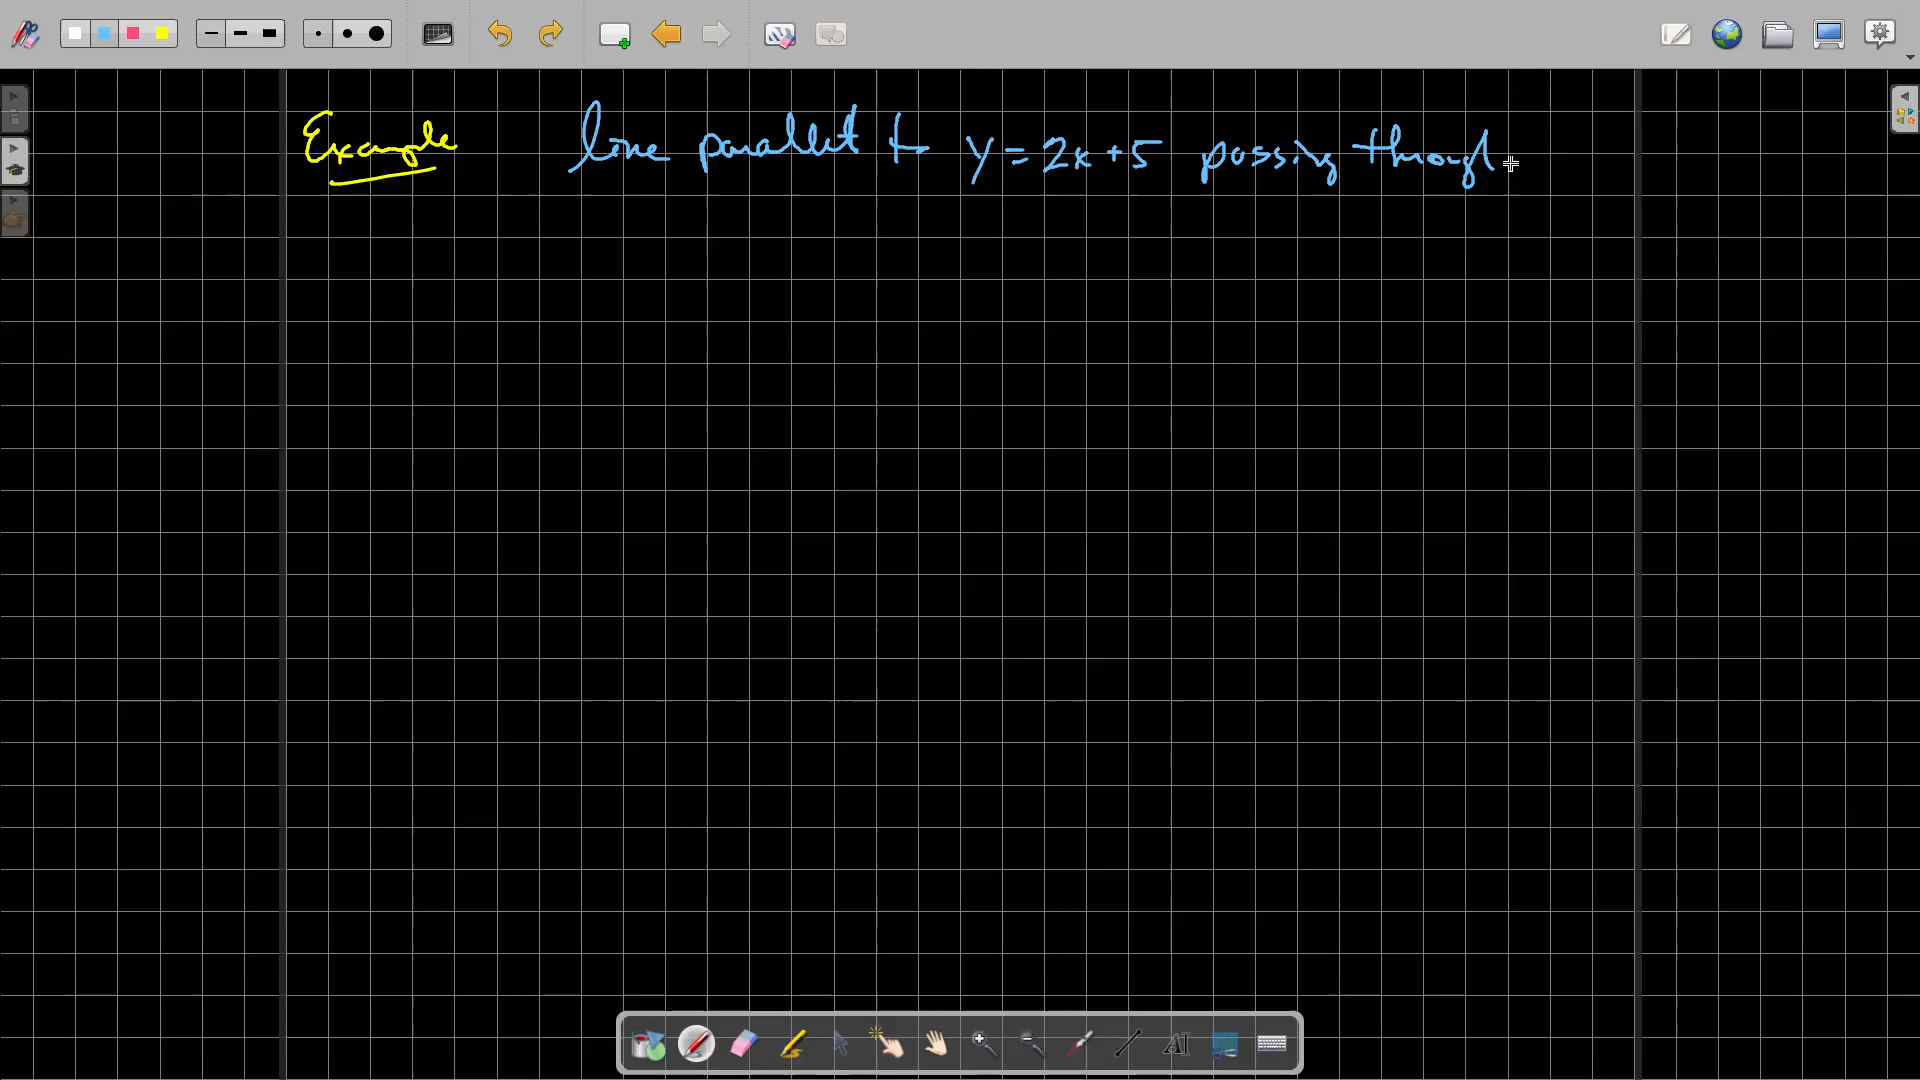 Example line parallel to y = 2x + 5 passing through